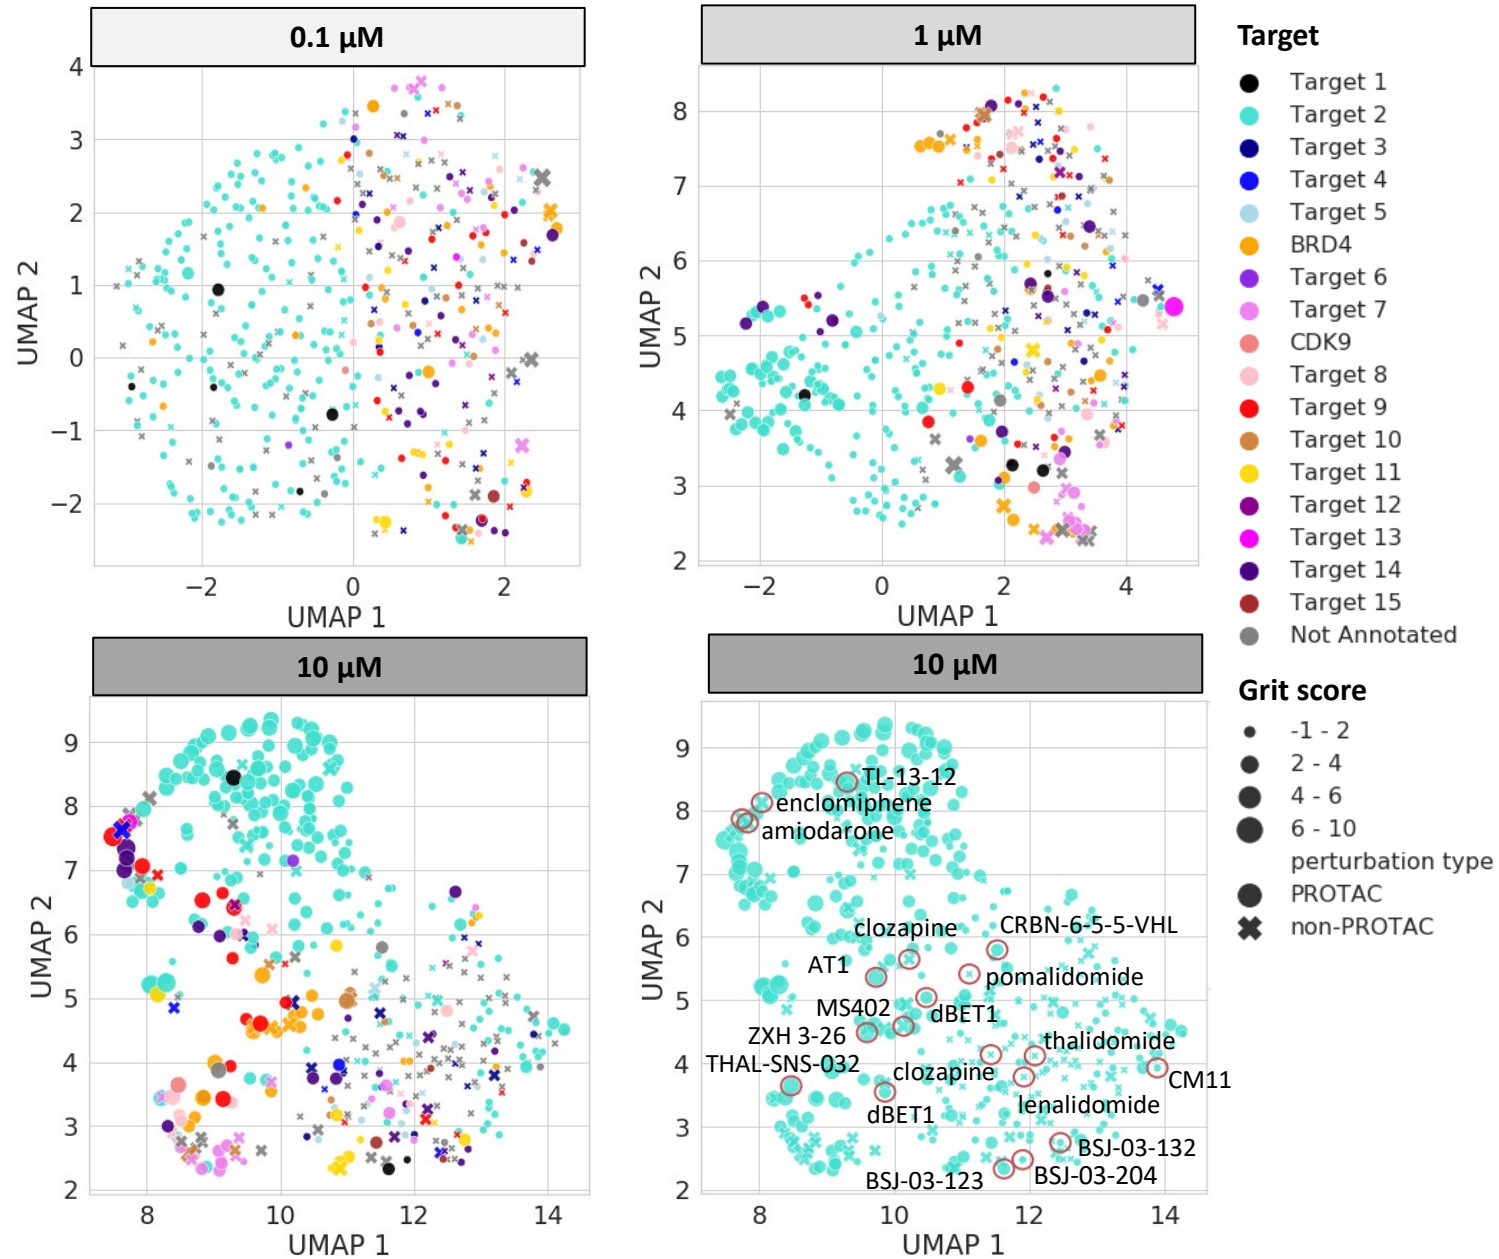 0.1 µM
4
3
2
1
0
−1
−2
UMAP 2
−2
0
2
UMAP 1
1 µM
8
7
6
5
4
3
2
UMAP 2
−2
0
2
4
UMAP 1
Target
Target 1
Target 2
Target 3
Target 4
Target 5
BRD4
Target 6
Target 7
CDK9
Target 8
Target 9
Target 10
Target 11
Target 12
Target 13
Target 14
Target 15
Not Annotated
Grit score
-1 - 2
2 - 4
4 - 6
6 - 10
perturbation type
PROTAC
non-PROTAC
10 µM
9
8
7
6
5
4
3
2
UMAP 2
8
10
12
14
UMAP 1
10 µM
9
8
7
6
5
4
3
2
UMAP 2
TL-13-12
enclomiphene
amiodarone
clozapine
CRBN-6-5-5-VHL
AT1
pomalidomide
MS402
dBET1
ZXH 3-26
thalidomide
THAL-SNS-032
clozapine
CM11
dBET1
lenalidomide
BSJ-03-132
BSJ-03-123
BSJ-03-204
8
10
12
14
UMAP 1